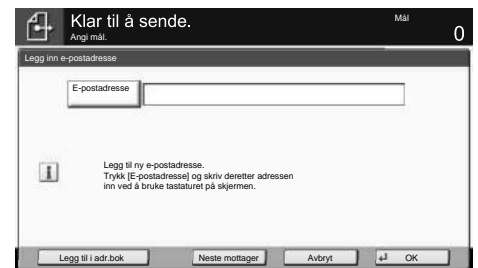 Klar til å sende.
Angi mål.
Mål
0
Legg inn e-postadresse
E-postadresse
Legg til ny e-postadresse.
Trykk [E-postadresse] og skriv deretter adressen
inn ved å bruke tastaturet på skjermen.
Legg til i adr.bok
Neste mottager
Avbryt
OK